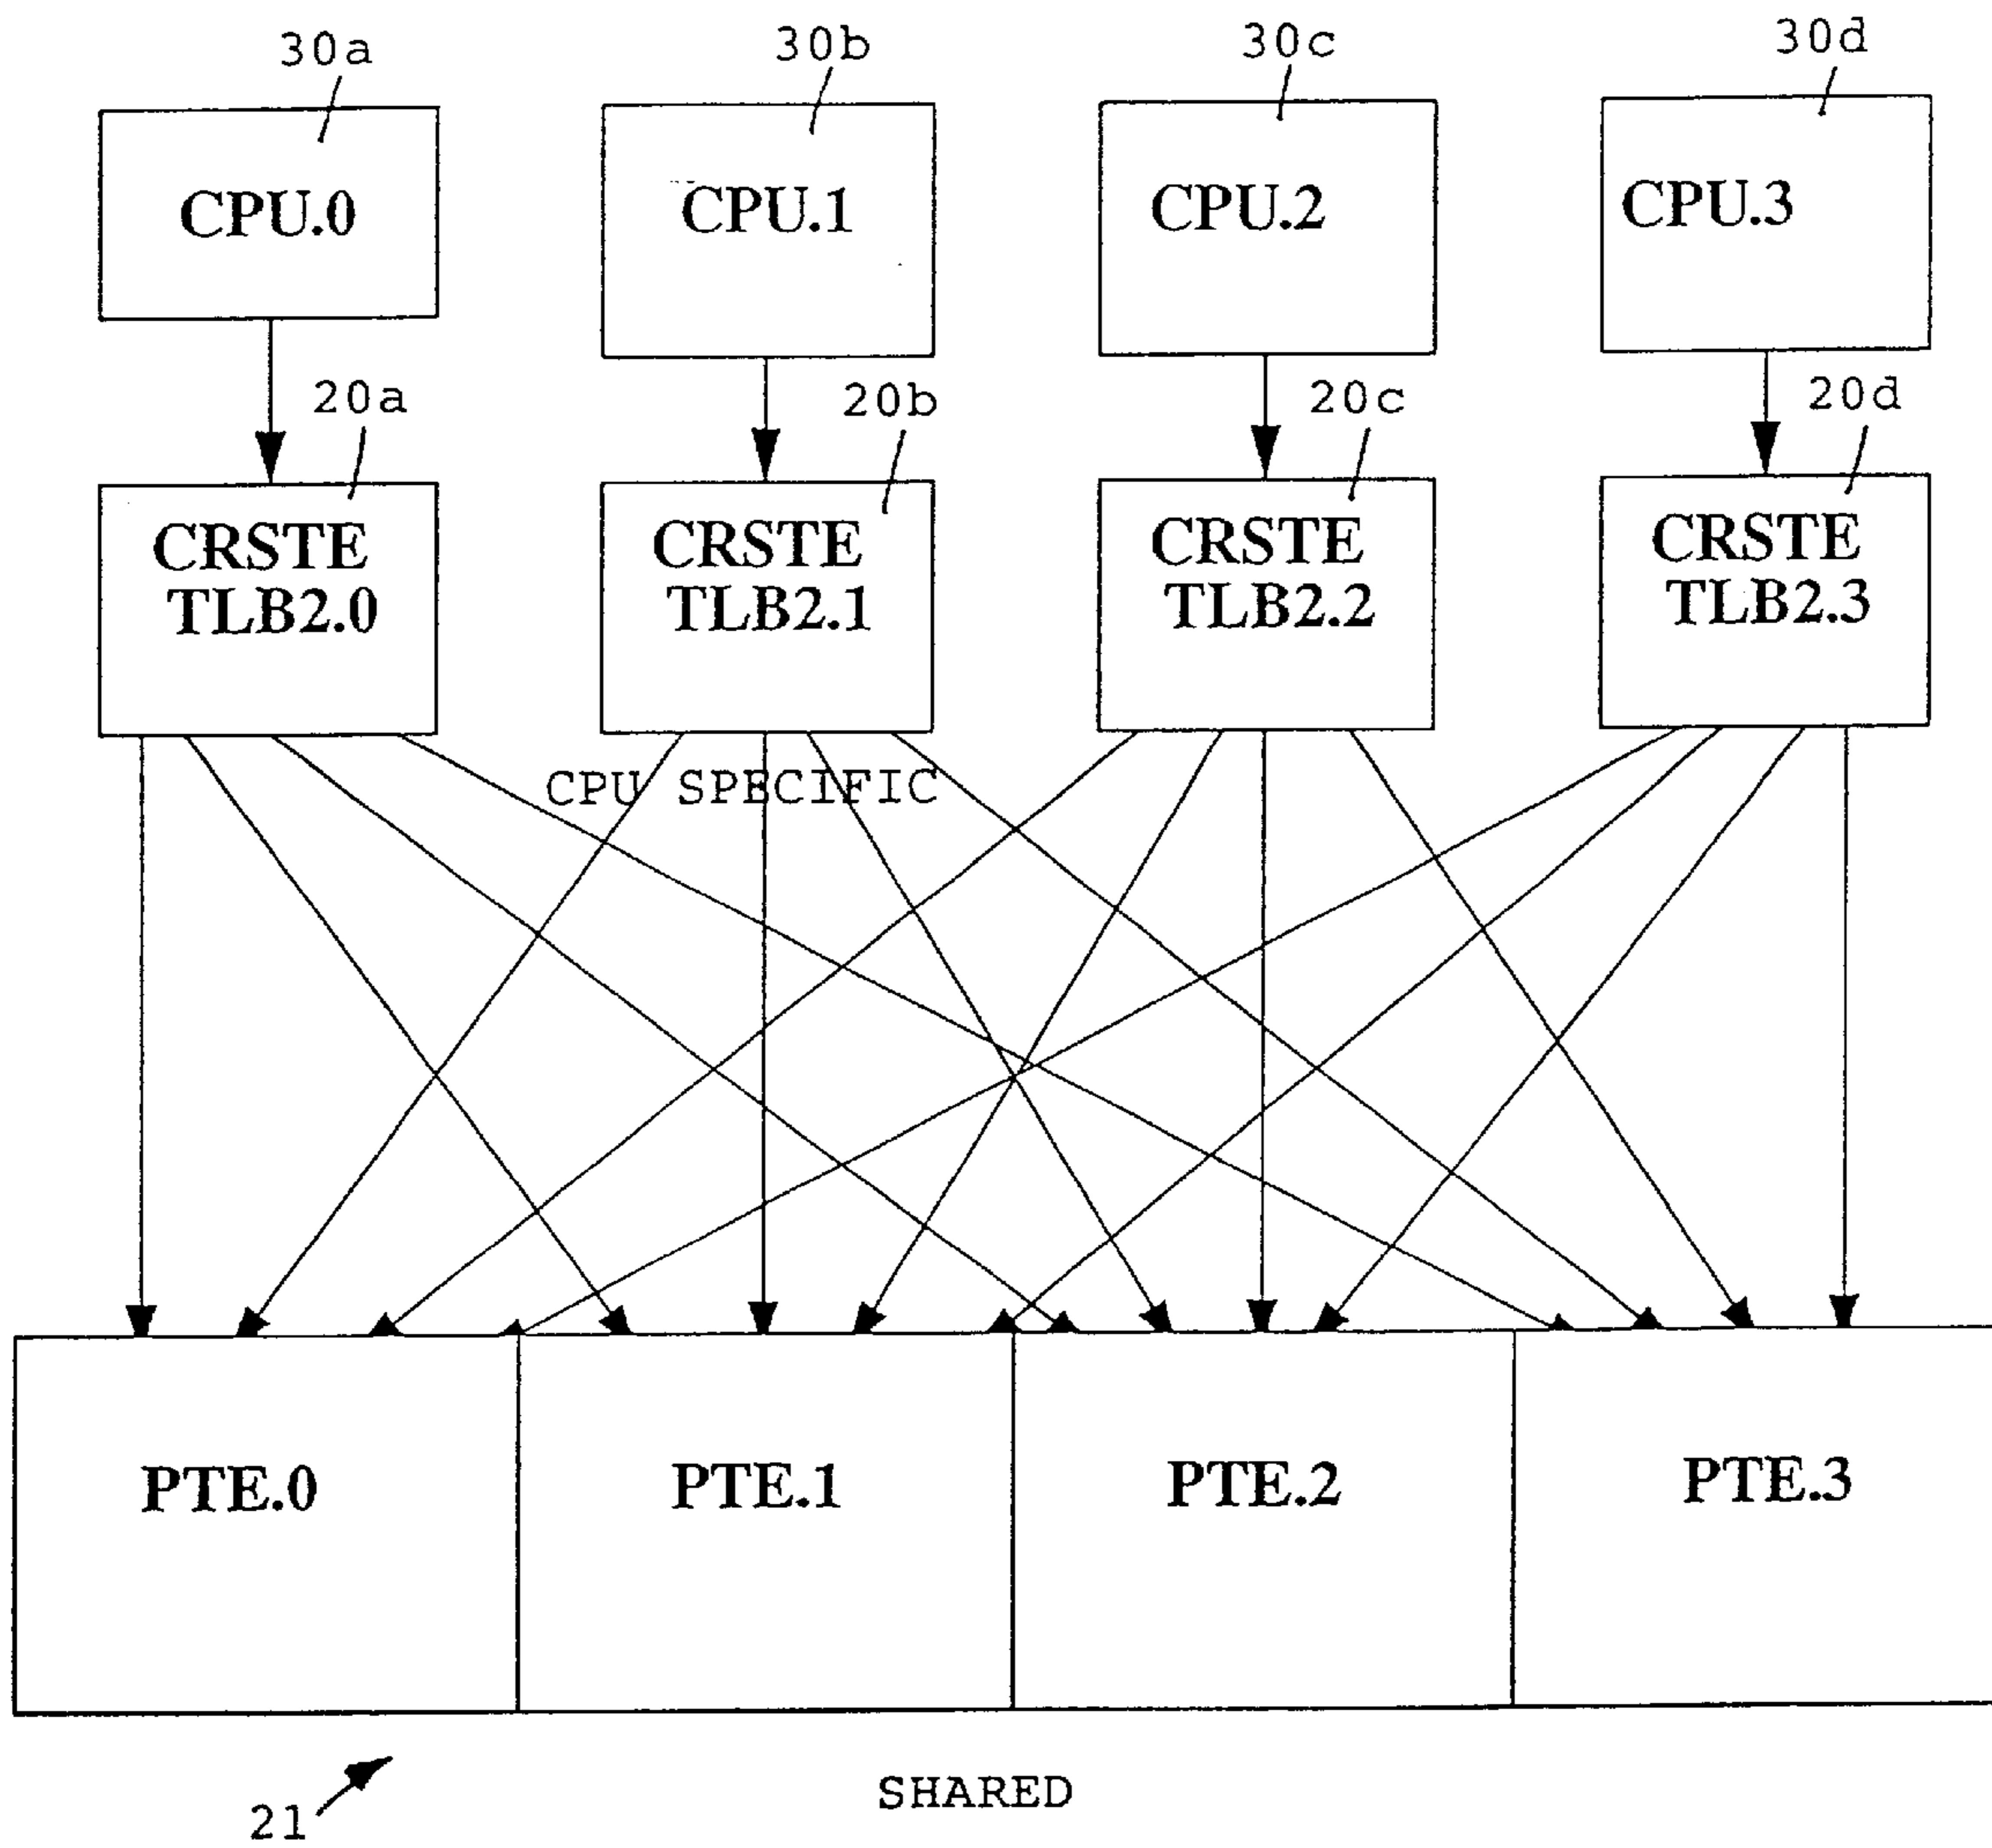 30a 30b 30c 30d
CPU.0 CPU.1 CPU.2 CPU.3
20a 20b 20c 20d
CRSTE CRSTE CRSTE CRSTE
TLB2.0 TLB2.1 TLB2.2 TLB2.3
CPU SPECIFIC
PTE.0 PTE.1 PTE.2 PTE.3
21 SHARED